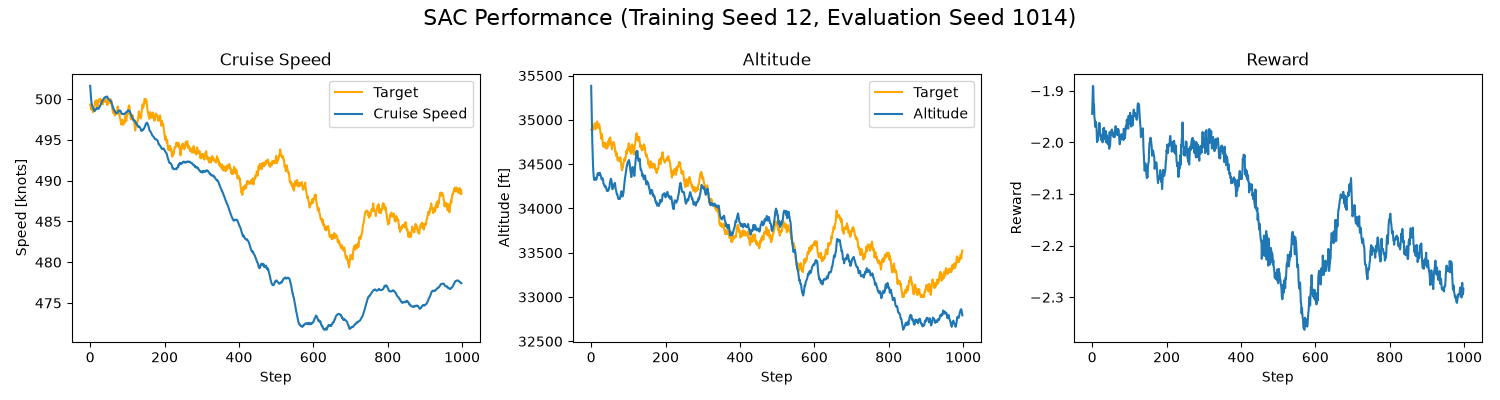 SAC Performance (Training Seed 12, Evaluation Seed 1014)
Cruise Speed
Speed [knots]
500
495
490
485
480
475
Target
Cruise Speed
0 200 400 600 800 1000
Step
Altitude
Altitude [ft]
35500
35000
34500
34000
33500
33000
32500
Target
Altitude
0 200 400 600 800 1000
Step
Reward
Reward
−1.9
−2.0
−2.1
−2.2
−2.3
0 200 400 600 800 1000
Step